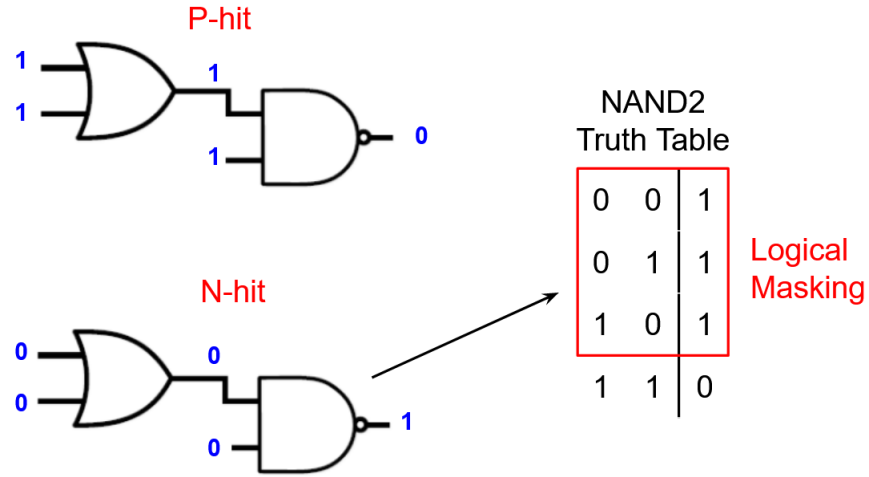 P-hit
1
1
1
1
0
NAND2
Truth Table
0 0 1
0 1 1
1 0 1
1 1 0
Logical
Masking
N-hit
0
0
0
0
1